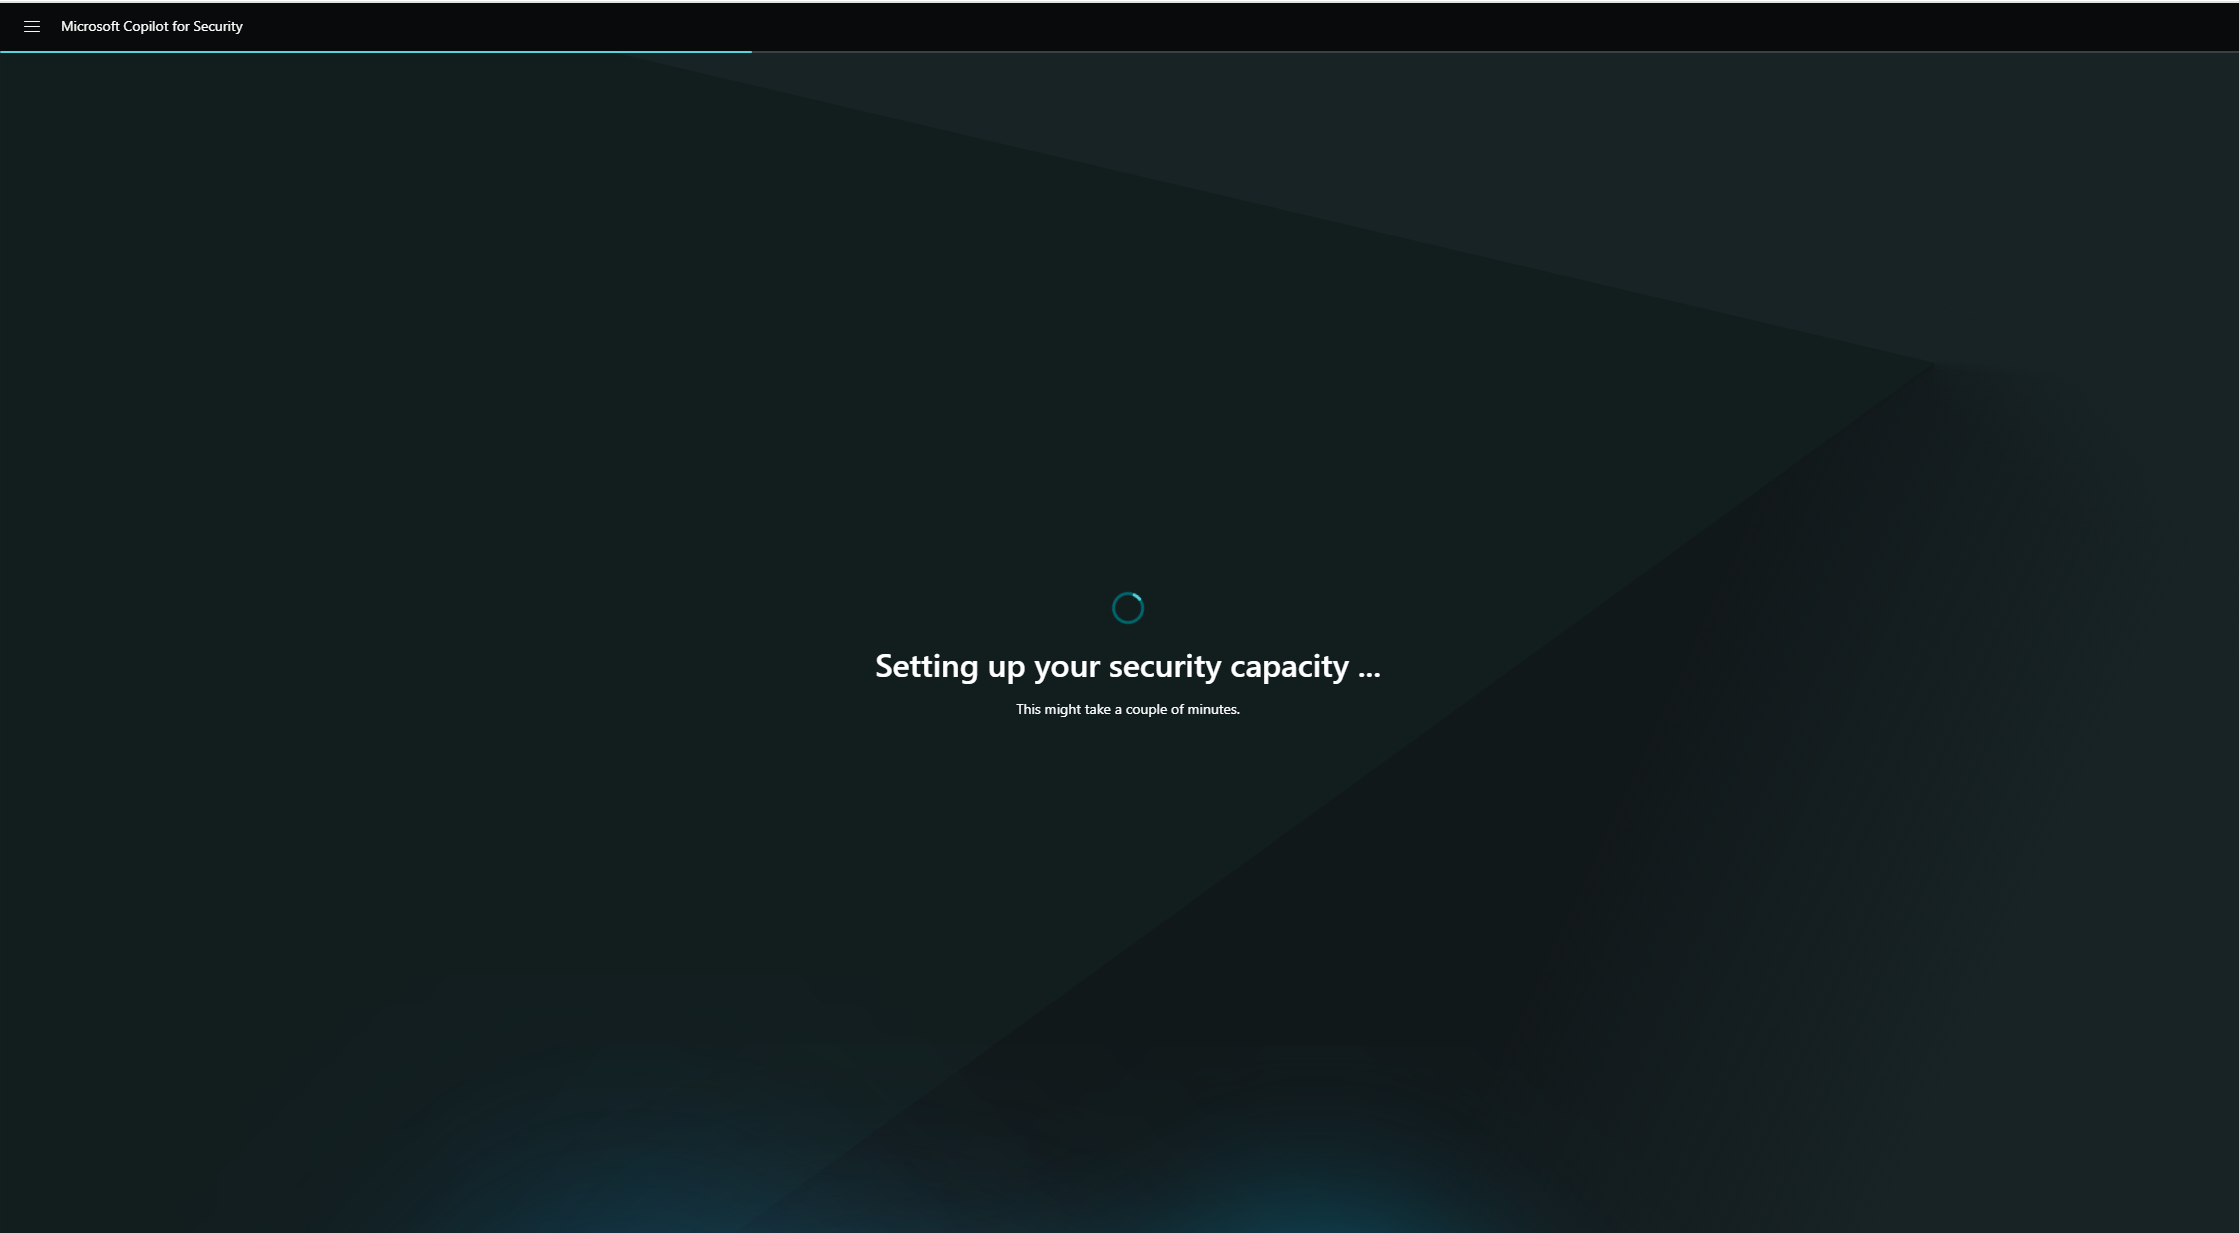 Microsoft Copilot for Security
Setting up your security capacity ...
This might take a couple of minutes.